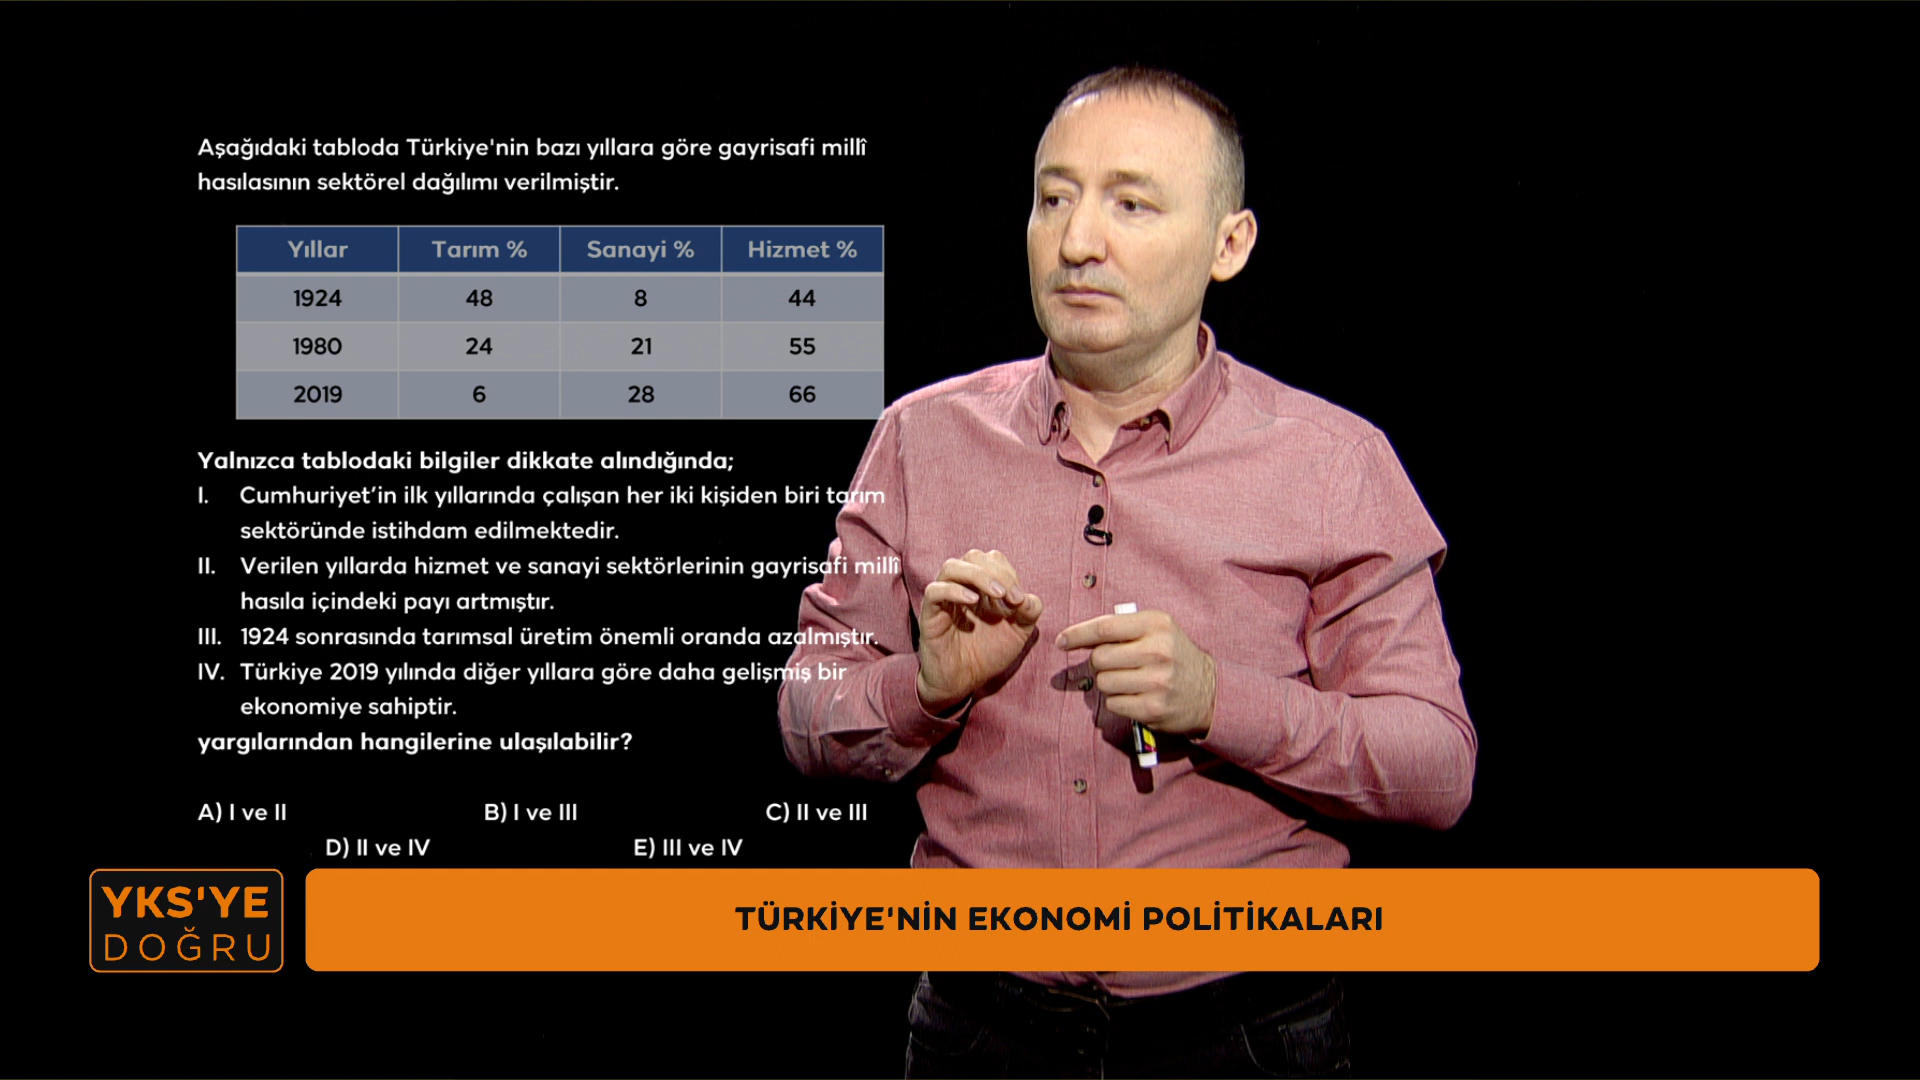 Aşağıdaki tabloda Türkiye'nin bazı yıllara göre gayrisafi millî
hasılasının sektörel dağılımı verilmiştir.
Yıllar Tarım % Sanayi % Hizmet %
1924 48 8 44
1980 24 21 55
2019 6 28 66
Yalnızca tablodaki bilgiler dikkate alındığında;
I. Cumhuriyet’in ilk yıllarında çalışan her iki kişiden biri tarım
sektöründe istihdam edilmektedir.
II. Verilen yıllarda hizmet ve sanayi sektörlerinin gayrisafi millî
hasıla içindeki payı artmıştır.
III. 1924 sonrasında tarımsal üretim önemli oranda azalmıştır.
IV. Türkiye 2019 yılında diğer yıllara göre daha gelişmiş bir
ekonomiye sahiptir.
yargılarından hangilerine ulaşılabilir?
A) I ve II B) I ve III C) II ve III
D) II ve IV E) III ve IV
YKS'YE
DOĞRU
TÜRKİYE'NİN EKONOMİ POLİTİKALARI